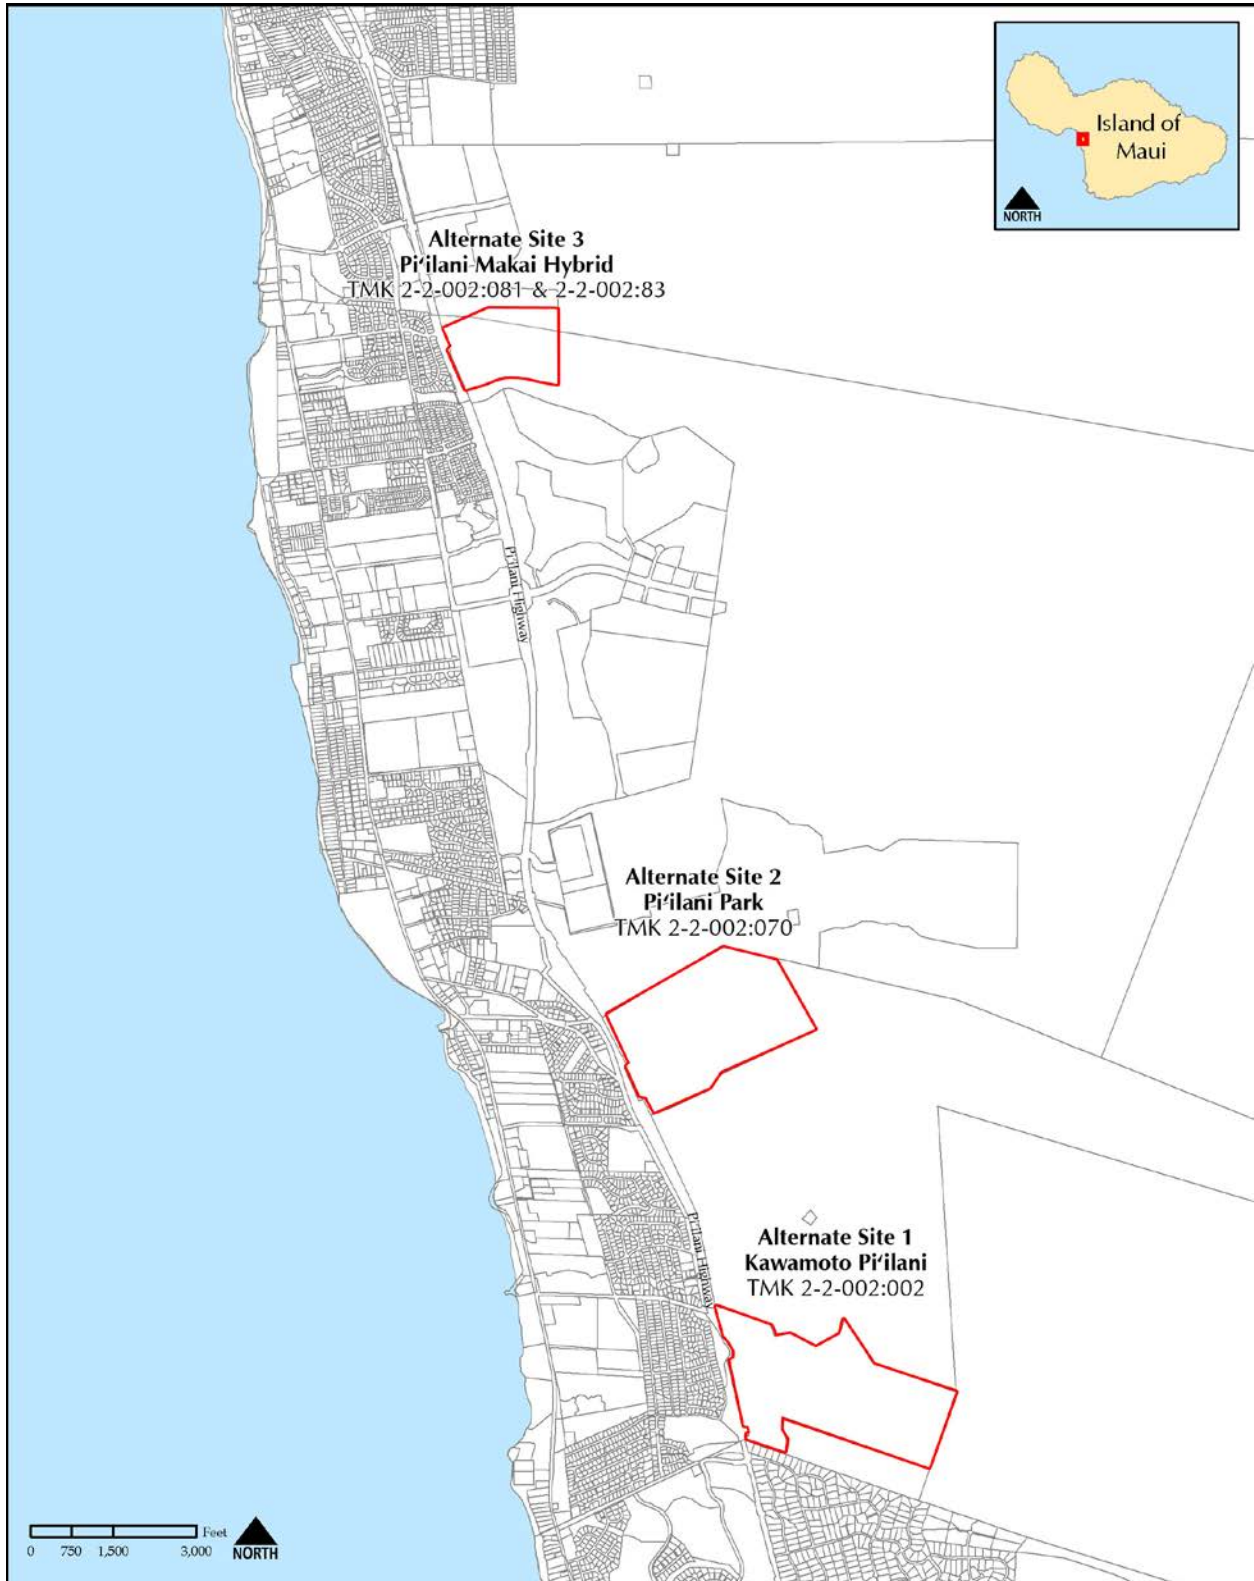 Island of
Maui
NORTH
Alternate Site 3
Pi‘ilani-Makai Hybrid
TMK 2-2-002:081 & 2-2-002:83
Pi‘ilani Highway
Alternate Site 2
Pi‘ilani Park
TMK 2-2-002:070
Pi‘ilani Highway
Alternate Site 1
Kawamoto Pi‘ilani
TMK 2-2-002:002
Feet
0 750 1,500 3,000
NORTH